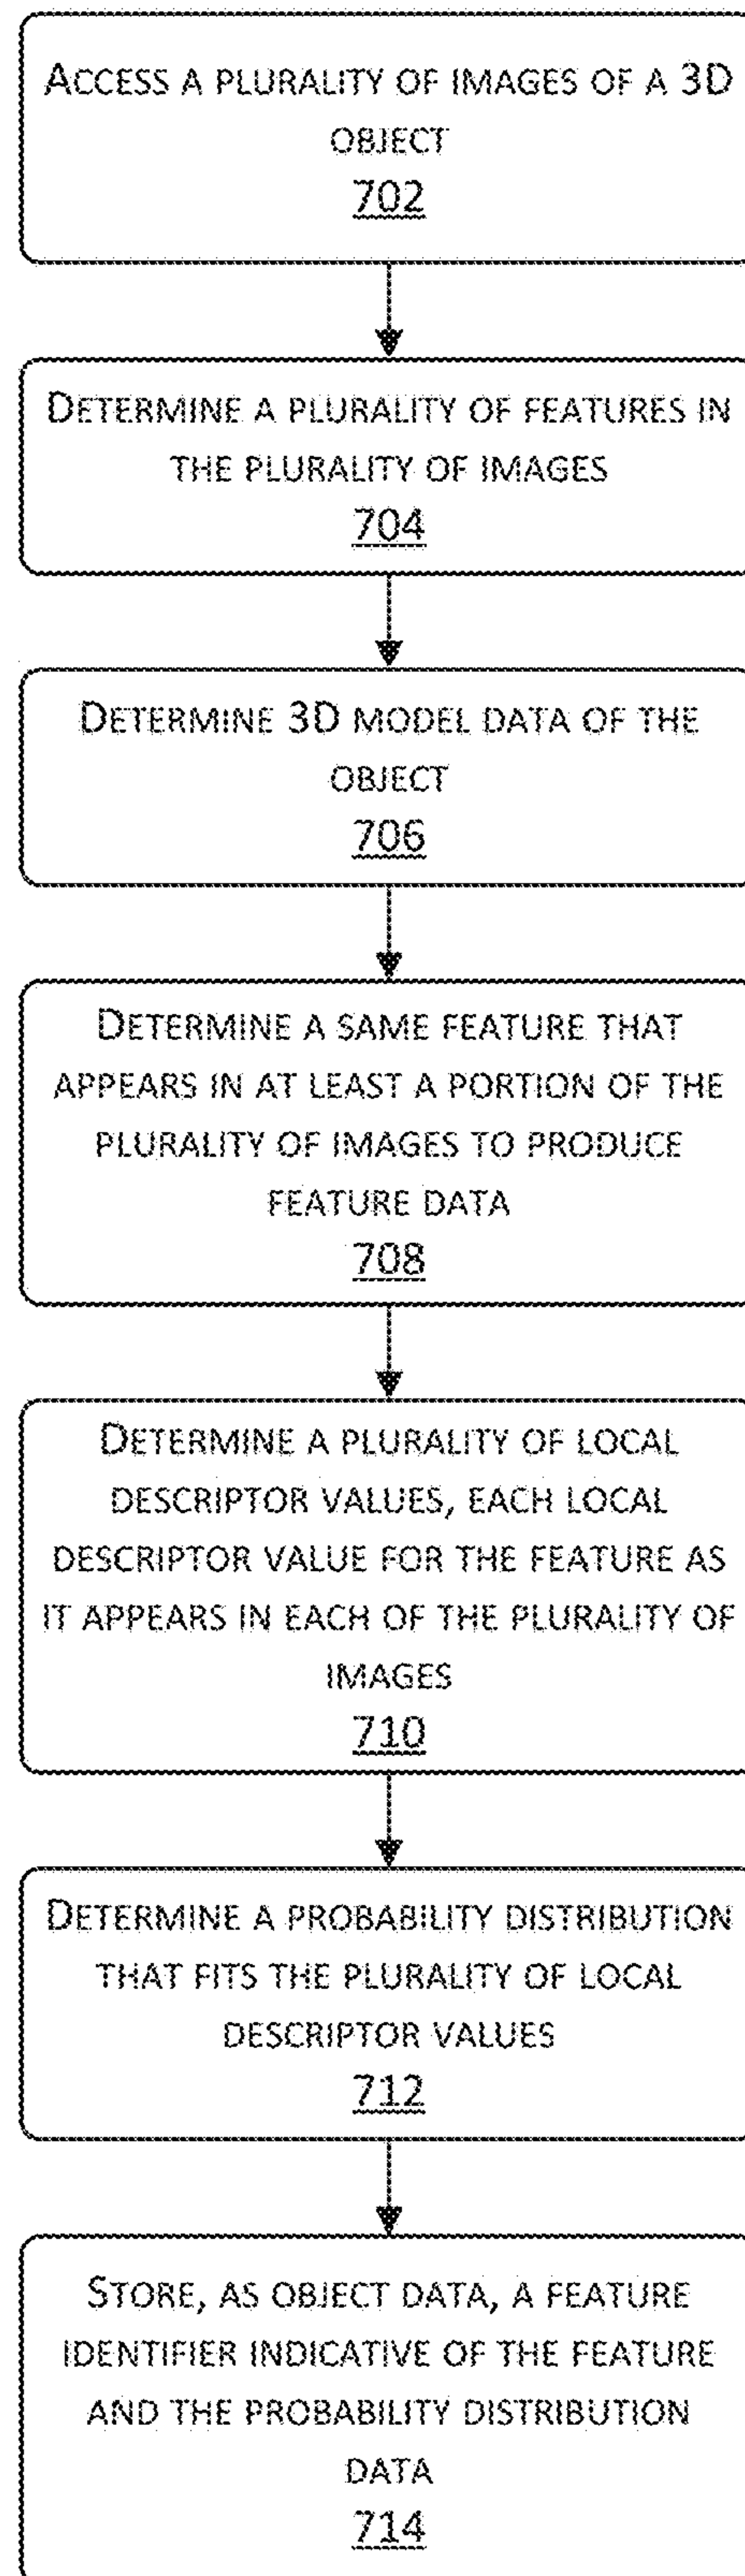 ACCESS A PLURALITY OF IMAGES OF A 3D
OBJECT
702
DETERMINE A PLURALITY OF FEATURES IN
THE PLURALITY OF IMAGES
704
DETERMINE 3D MODEL DATA OF THE
OBJECT
706
DETERMINE A SAME FEATURE THAT
APPEARS IN AT LEAST A PORTION OF THE
PLURALITY OF IMAGES TO PRODUCE
FEATURE DATA
708
DETERMINE A PLURALITY OF LOCAL
DESCRIPTOR VALUES, EACH LOCAL
DESCRIPTOR VALUE FOR THE FEATURE AS
IT APPEARS IN EACH OF THE PLURALITY OF
IMAGES
710
DETERMINE A PROBABILITY DISTRIBUTION
THAT FITS THE PLURALITY OF LOCAL
DESCRIPTOR VALUES
712
STORE, AS OBJECT DATA, A FEATURE
IDENTIFIER INDICATIVE OF THE FEATURE
AND THE PROBABILITY DISTRIBUTION
DATA
714